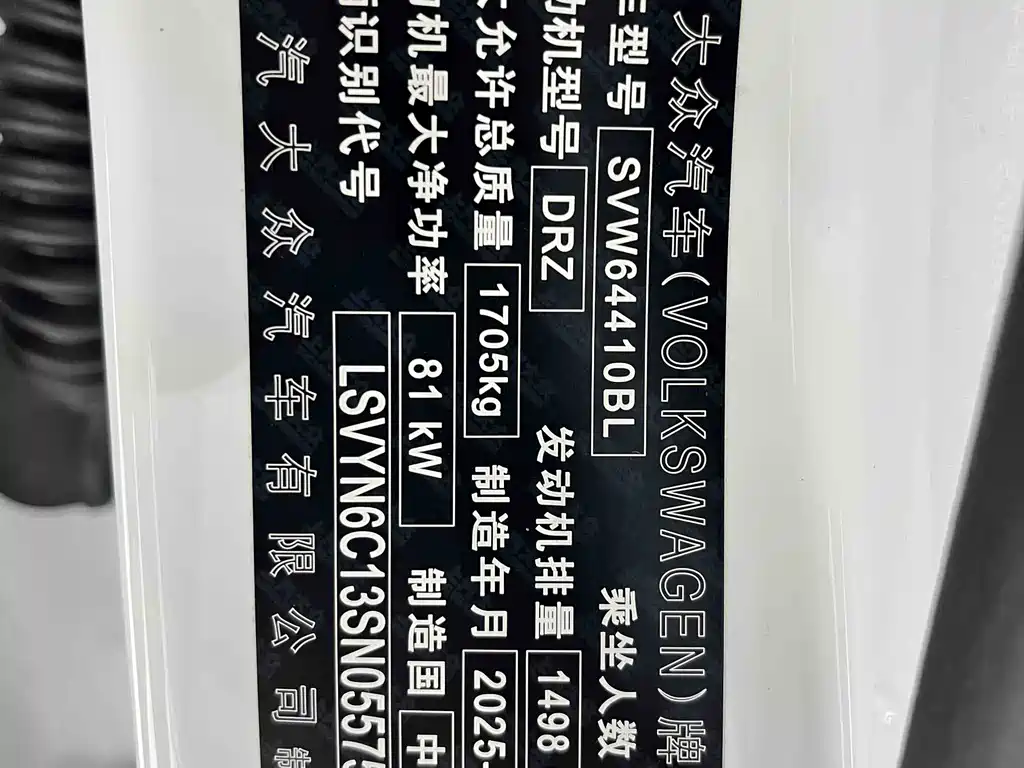 大众汽车(VOLKSWAGEN)牌
车型号 SVW64410BL 乘坐人数
动机型号 DRZ 发动机排量 1498
大允许总质量 1705kg 制造年月 2025-
机最大净功率 81 kW 制造国 中
识别代号 LSVYN6C13SN0557
汽大众汽车有限公司制